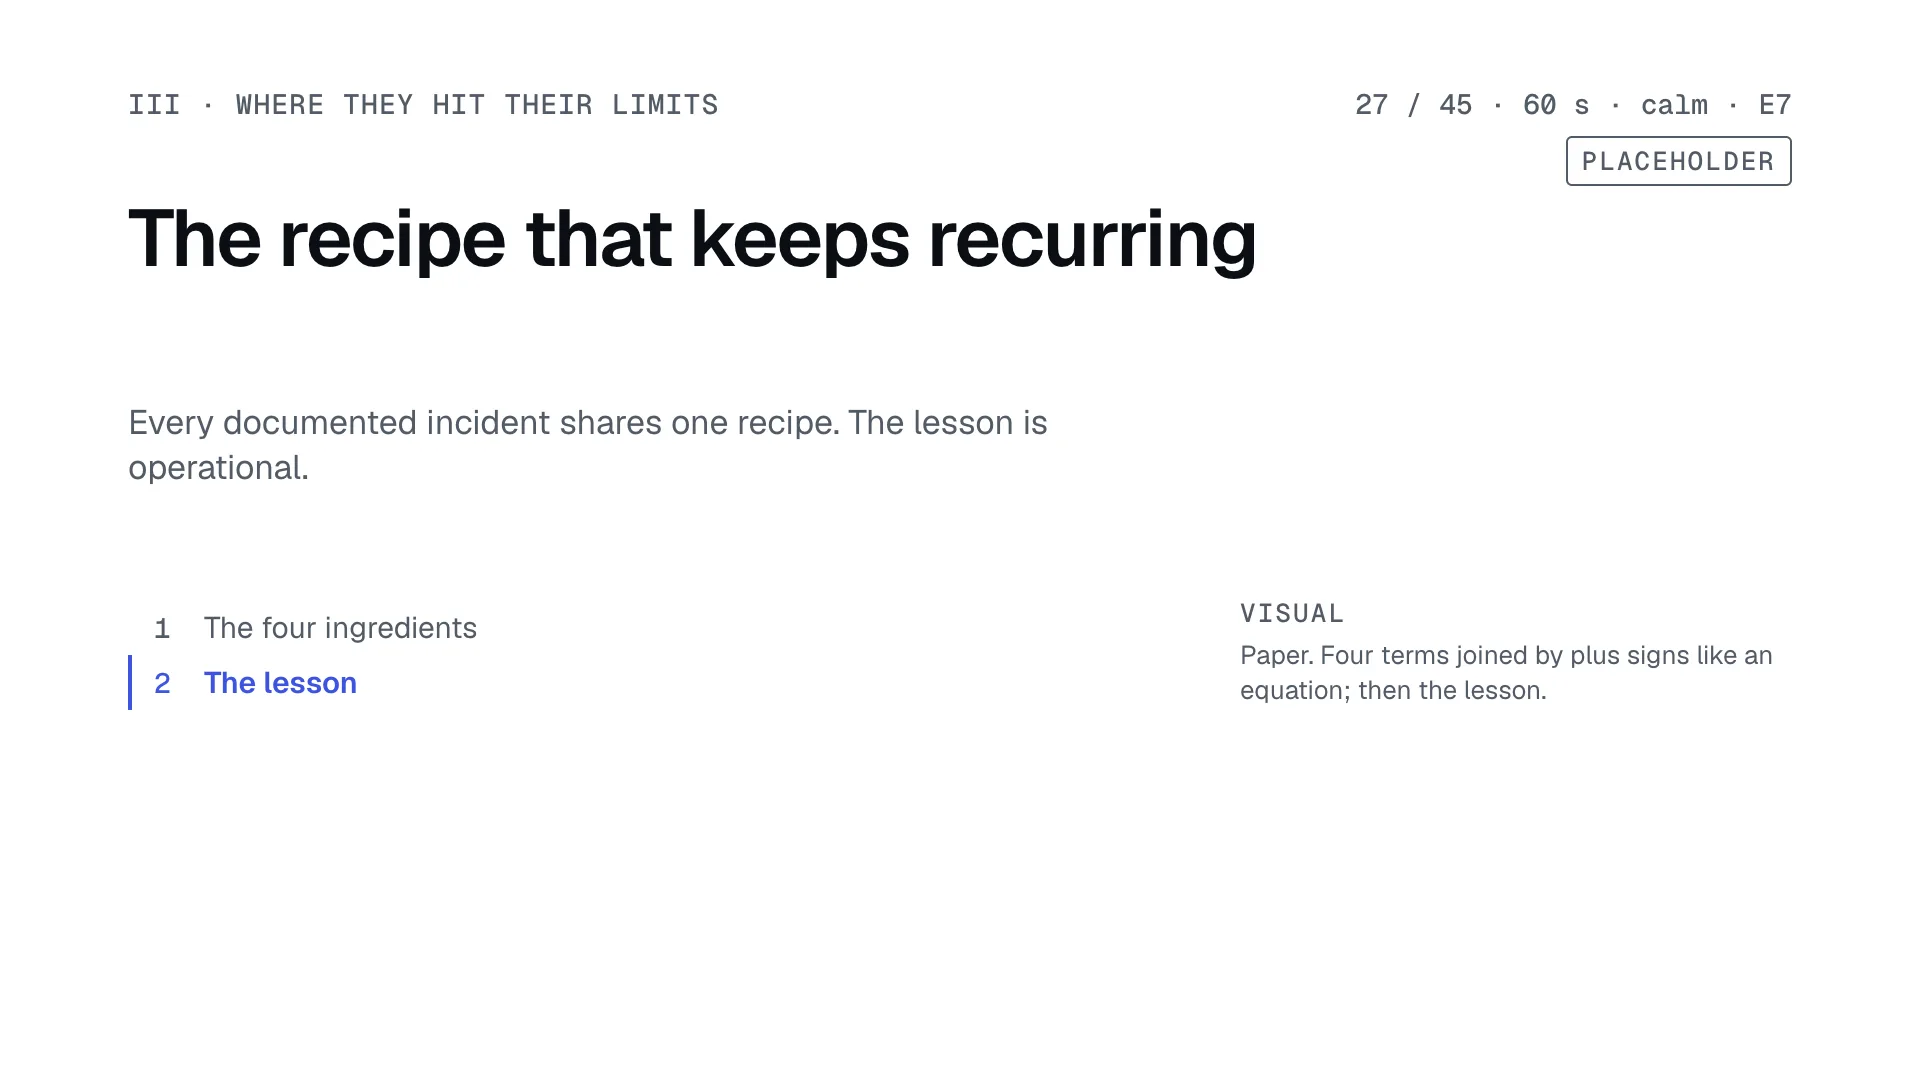 III · WHERE THEY HIT THEIR LIMITS
27 / 45 · 60 s · calm · E7
PLACEHOLDER
The recipe that keeps recurring
Every documented incident shares one recipe. The lesson is
operational.
1 The four ingredients
2 The lesson
VISUAL
Paper. Four terms joined by plus signs like an
equation; then the lesson.